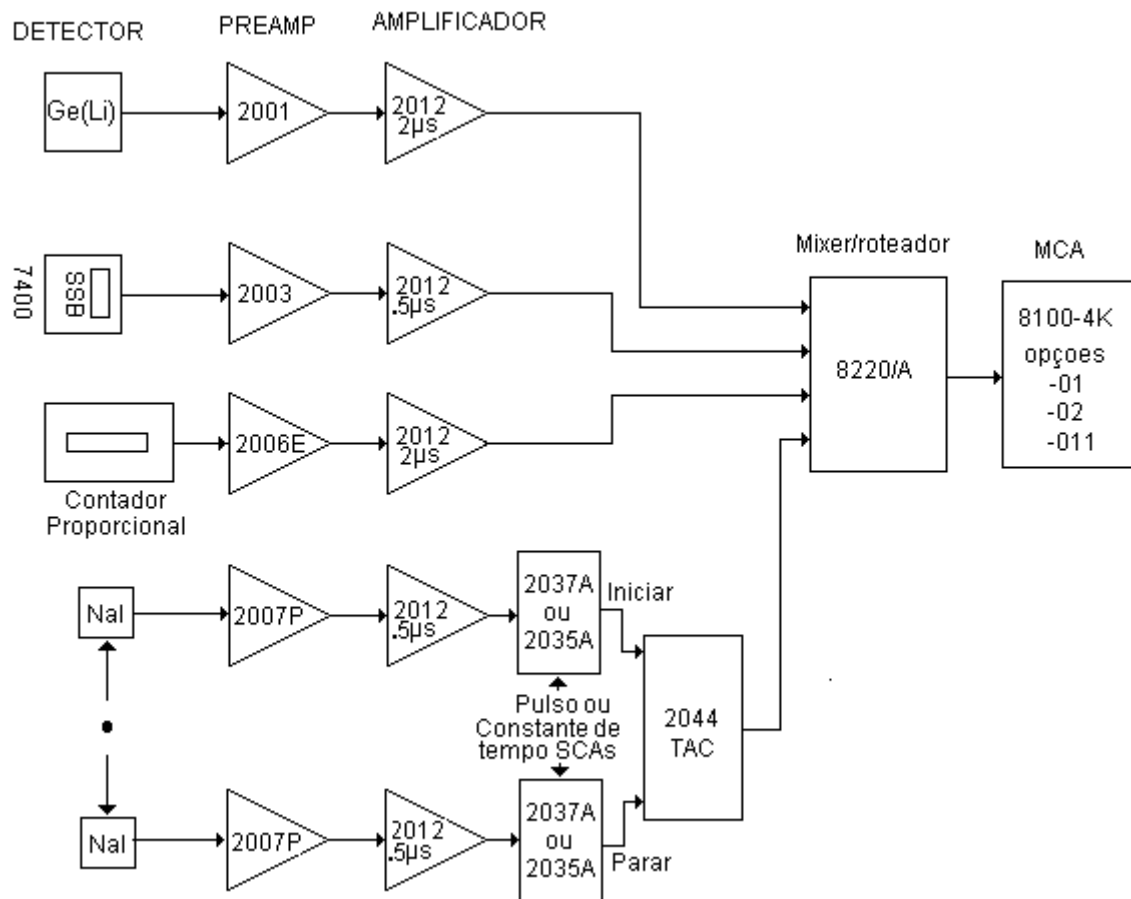 DETECTOR
PREAMP
AMPLIFICADOR
Ge(Li)
2001
2012
2µs
7400
SSB
2003
2012
.5µs
Mixer/roteador
MCA
8220/A
8100-4K
opçoes
-01
-02
-011
2006E
2012
2µs
Contador
Proporcional
NaI
2007P
2012
.5µs
2037A
ou
2035A
Iniciar
Pulso ou
Constante de
tempo SCAs
2044
TAC
NaI
2007P
2012
.5µs
2037A
ou
2035A
Parar